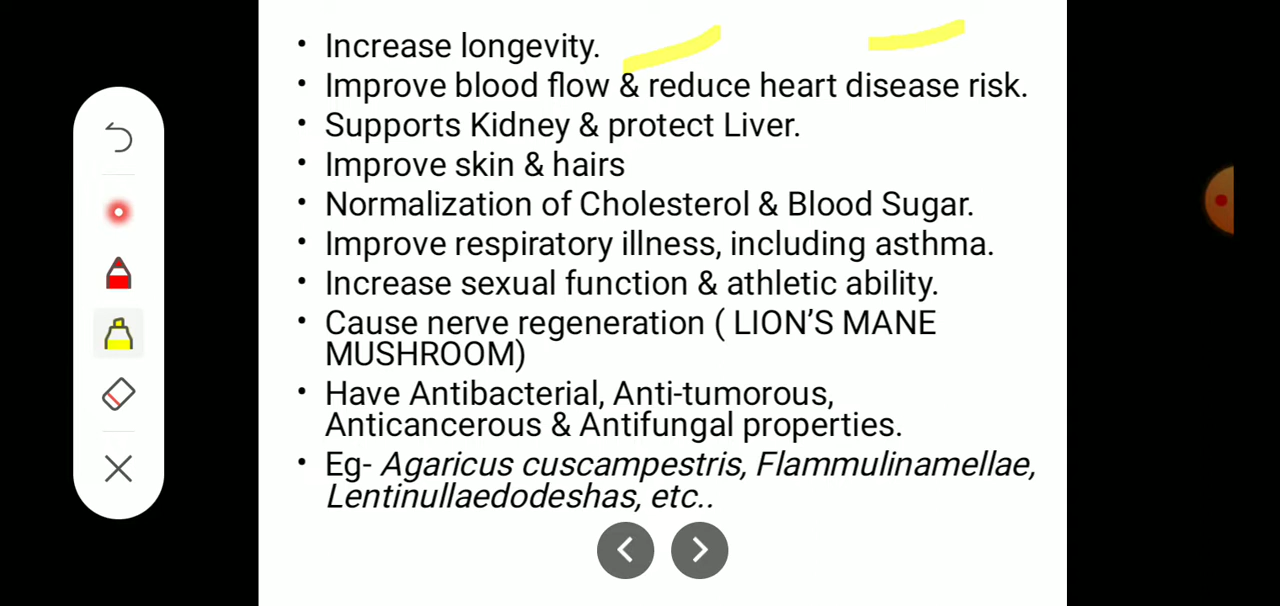 • Increase longevity.
• Improve blood flow & reduce heart disease risk.
• Supports Kidney & protect Liver.
• Improve skin & hairs
• Normalization of Cholesterol & Blood Sugar.
• Improve respiratory illness, including asthma.
• Increase sexual function & athletic ability.
• Cause nerve regeneration ( LION’S MANE
MUSHROOM)
• Have Antibacterial, Anti-tumorous,
Anticancerous & Antifungal properties.
• Eg- Agaricus cuscampestris, Flammulinamellae,
Lentinullaedodeshas, etc..